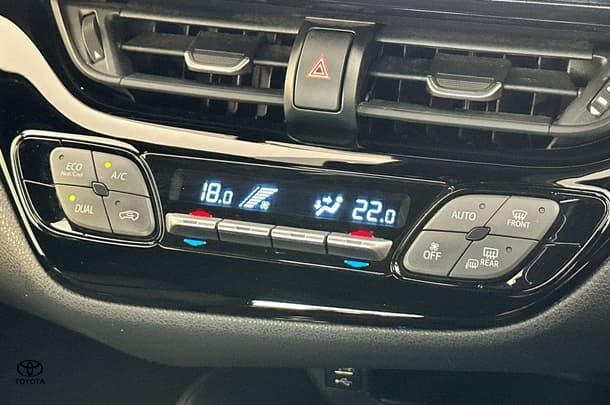 ECO
Heat/Cool
A/C
DUAL
18.0
22.0
AUTO
FRONT
OFF
REAR
TOYOTA